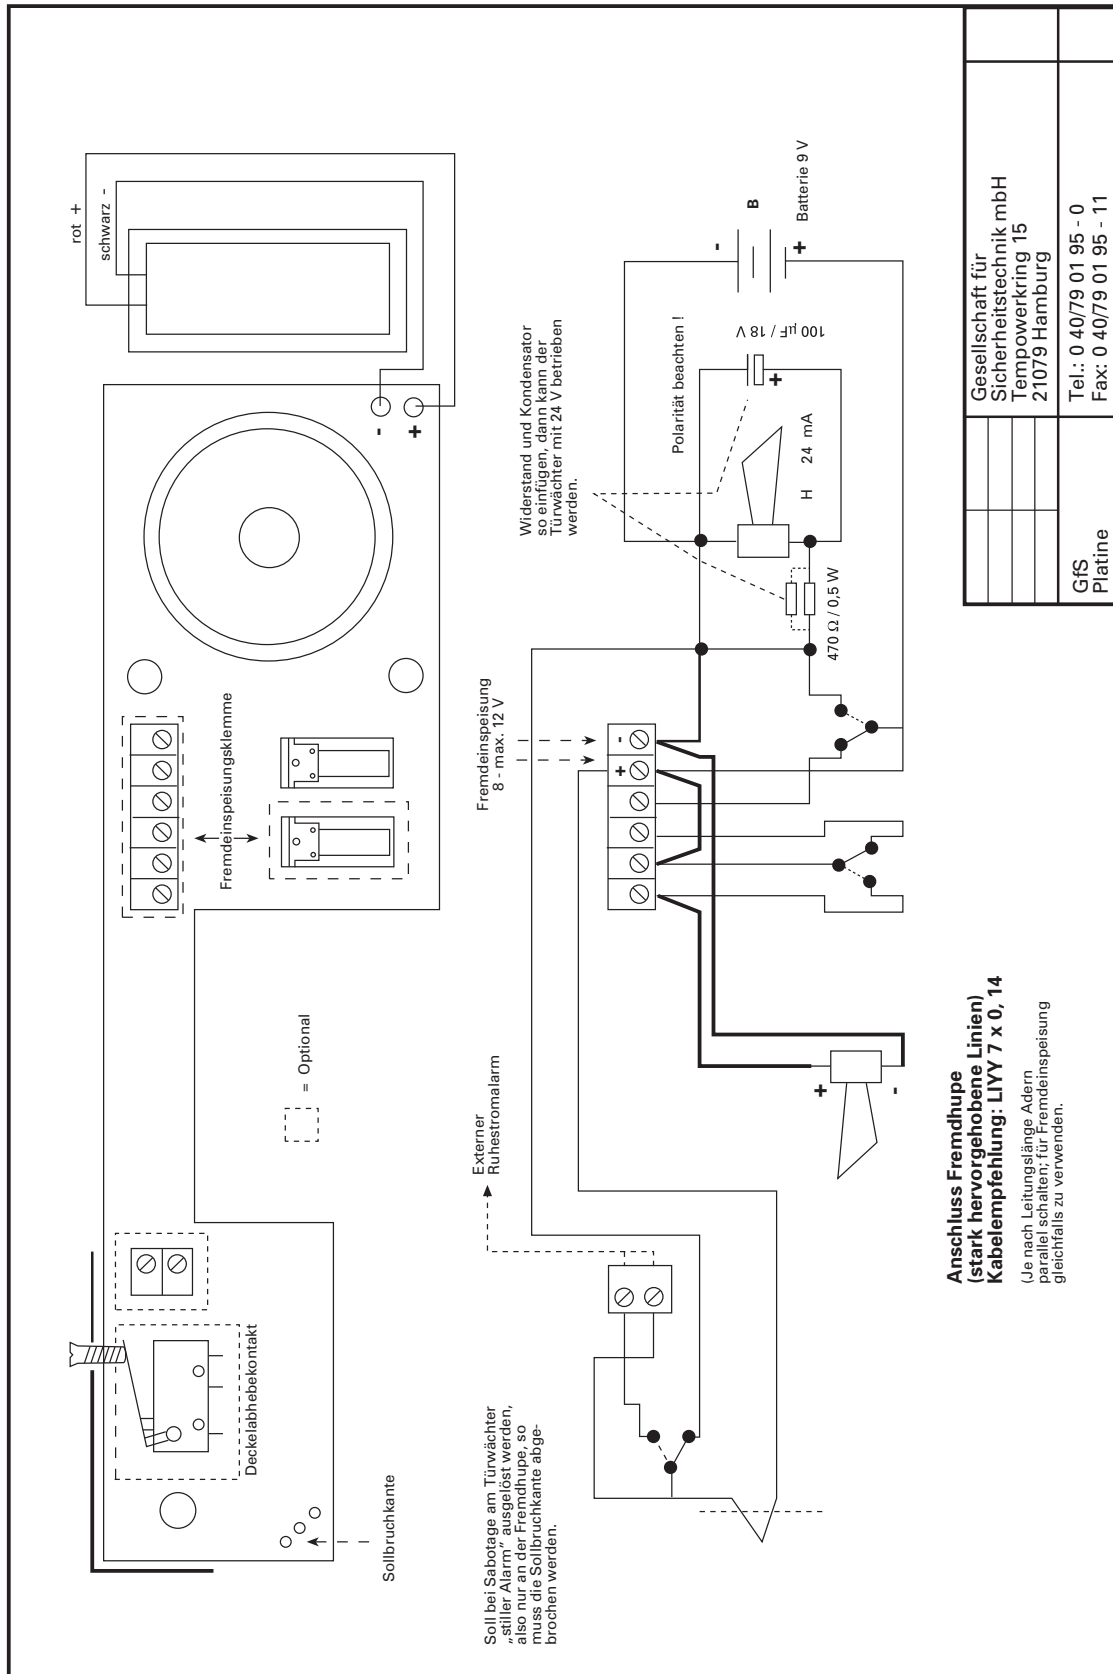 rot +
schwarz -
-
+
Fremdeinspeisungsklemme
= Optional
Deckelabhebekontakt
Sollbruchkante
Widerstand und Kondensator
so einfügen, dann kann der
Türwächter mit 24 V betrieben
werden.
Polarität beachten !
100 µF / 18 V
+
H 24 mA
470 Ω / 0,5 W
-
B
+
Batterie 9 V
Fremdeinspeisung
8 - max. 12 V
-
+
Externer
Ruhestromalarm
Soll bei Sabotage am Türwächter
„stiller Alarm” ausgelöst werden,
also nur an der Fremdhupe, so
muss die Sollbruchkante abge-
brochen werden.
+
-
Anschluss Fremdhupe
(stark hervorgehobene Linien)
Kabelempfehlung: LIYY 7 x 0, 14
(Je nach Leitungslänge Adern
parallel schalten; für Fremdeinspeisung
gleichfalls zu verwenden.
Gesellschaft für
Sicherheitstechnik mbH
Tempowerkring 15
21079 Hamburg
Tel.: 0 40/79 01 95 - 0
Fax: 0 40/79 01 95 - 11
GfS
Platine